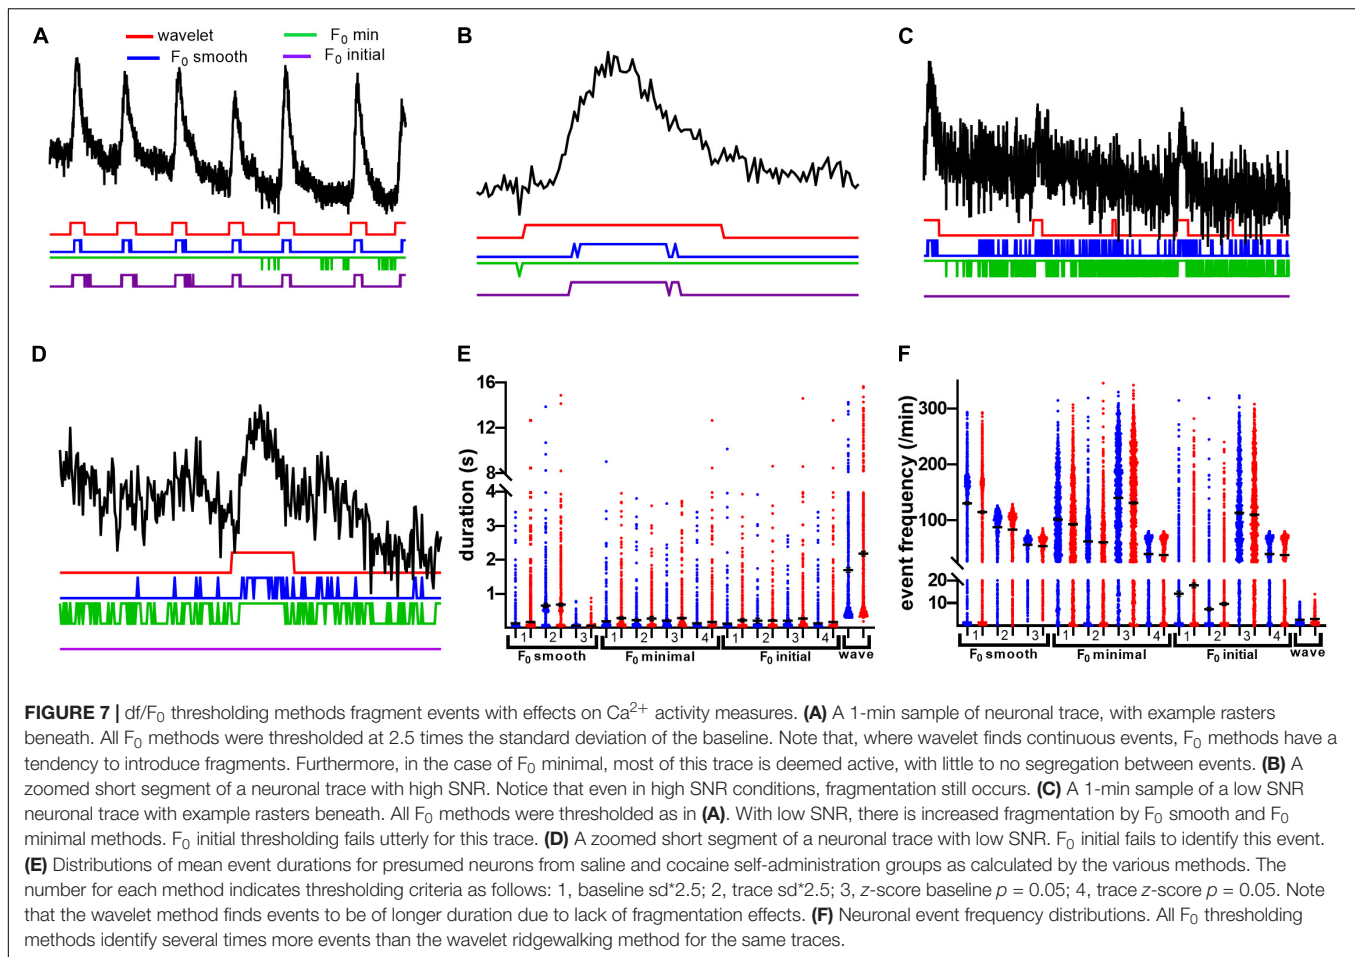 A
wavelet
F₀ smooth
F₀ min
F₀ initial
B
C
D
E
16
12
8
4
3
2
1
duration (s)
1 2 3 1 2 3 4 1 2 3 4
F₀ smooth F₀ minimal F₀ initial wave
F
300
200
100
20
10
event frequency (/min)
1 2 3 1 2 3 4 1 2 3 4
F₀ smooth F₀ minimal F₀ initial wave
FIGURE 7 | df/F₀ thresholding methods fragment events with effects on Ca²⁺ activity measures. (A) A 1-min sample of neuronal trace, with example rasters
beneath. All F₀ methods were thresholded at 2.5 times the standard deviation of the baseline. Note that, where wavelet finds continuous events, F₀ methods have a
tendency to introduce fragments. Furthermore, in the case of F₀ minimal, most of this trace is deemed active, with little to no segregation between events. (B) A
zoomed short segment of a neuronal trace with high SNR. Notice that even in high SNR conditions, fragmentation still occurs. (C) A 1-min sample of a low SNR
neuronal trace with example rasters beneath. All F₀ methods were thresholded as in (A). With low SNR, there is increased fragmentation by F₀ smooth and F₀
minimal methods. F₀ initial thresholding fails utterly for this trace. (D) A zoomed short segment of a neuronal trace with low SNR. F₀ initial fails to identify this event.
(E) Distributions of mean event durations for presumed neurons from saline and cocaine self-administration groups as calculated by the various methods. The
number for each method indicates thresholding criteria as follows: 1, baseline sd*2.5; 2, trace sd*2.5; 3, z-score baseline p = 0.05; 4, trace z-score p = 0.05. Note
that the wavelet method finds events to be of longer duration due to lack of fragmentation effects. (F) Neuronal event frequency distributions. All F₀ thresholding
methods identify several times more events than the wavelet ridgewalking method for the same traces.